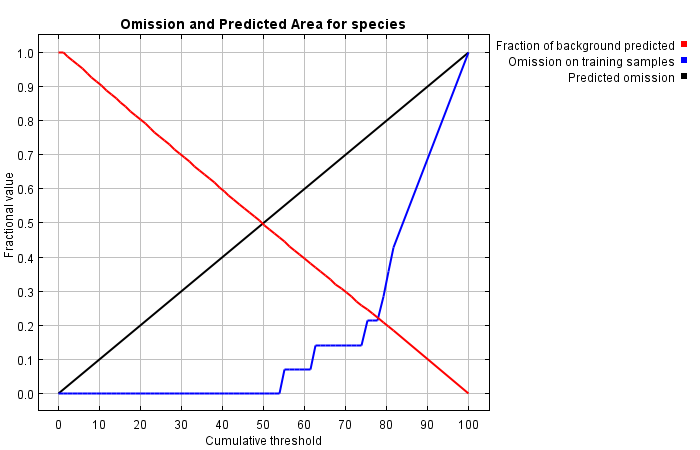 Omission and Predicted Area for species
Fraction of background predicted
Omission on training samples
Predicted omission
1.0
0.9
0.8
0.7
0.6
0.5
0.4
0.3
0.2
0.1
0.0
Fractional value
0 10 20 30 40 50 60 70 80 90 100
Cumulative threshold